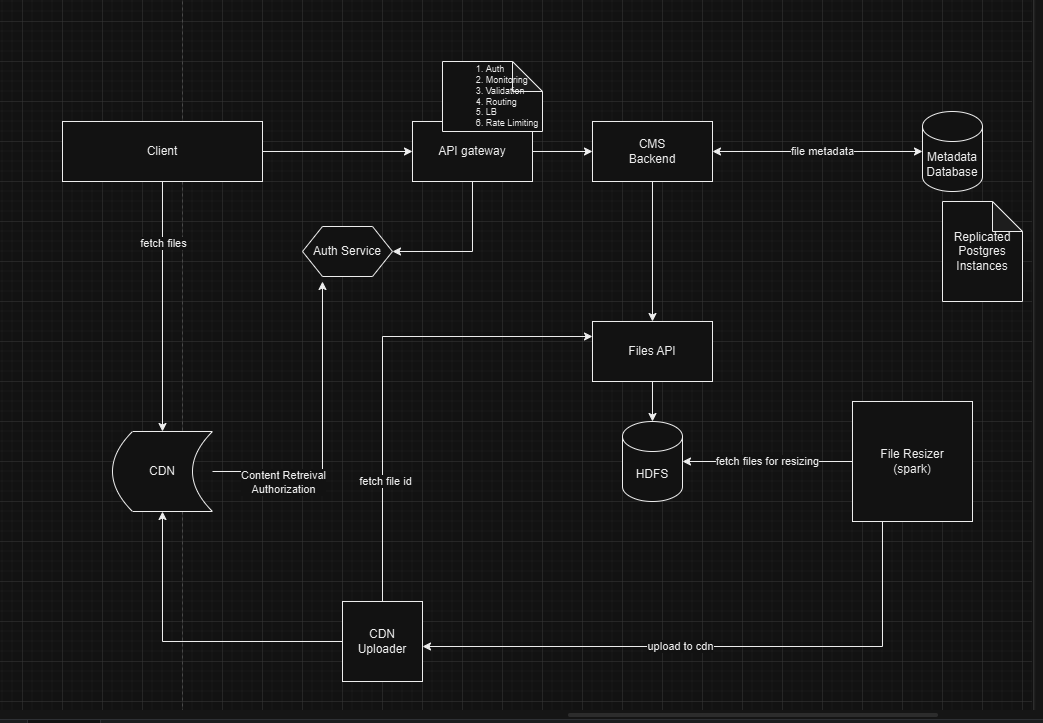 1. Auth
2. Monitoring
3. Validation
4. Routing
5. LB
6. Rate Limiting
Client
API gateway
CMS
Backend
file metadata
Metadata
Database
fetch files
Auth Service
Replicated
Postgres
Instances
Files API
CDN
Content Retreival
Authorization
fetch file id
HDFS
fetch files for resizing
File Resizer
(spark)
CDN
Uploader
upload to cdn